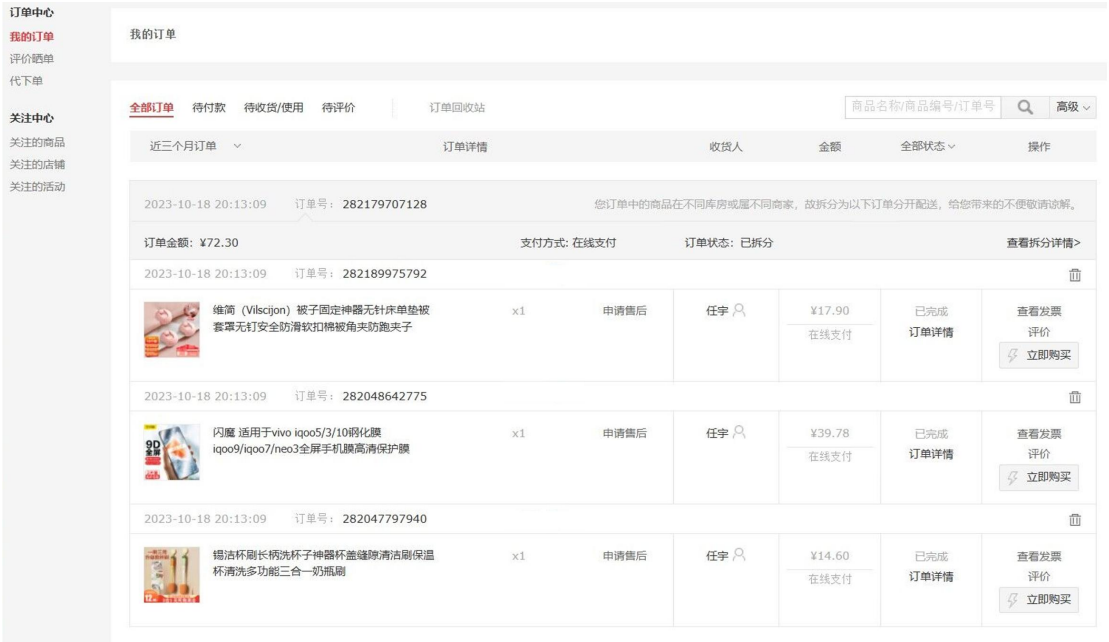 订单中心
我的订单
评价晒单
代下单
关注中心
关注的商品
关注的店铺
关注的活动
我的订单
全部订单 待付款 待收货/使用 待评价 订单回收站 商品名称/商品编号/订单号 高级
近三个月订单 订单详情 收货人 金额 全部状态 操作
2023-10-18 20:13:09 订单号: 282179707128 您订单中的商品在不同库房或属不同商家,故拆分为以下订单分开配送,给您带来的不便敬请谅解。
订单金额: ¥72.30 支付方式: 在线支付 订单状态: 已拆分 查看拆分详情>
2023-10-18 20:13:09 订单号: 282189975792
维简(Vilscijon)被子固定神器无针床单垫被 x1 申请售后 任宇 ¥17.90 已完成 查看发票
套罩无钉安全防滑软扣棉被角夹防跑夹子 在线支付 订单详情 评价
立即购买
2023-10-18 20:13:09 订单号: 282048642775
9D
全屏
闪魔 适用于vivo iqoo5/3/10钢化膜 x1 申请售后 任宇 ¥39.78 已完成 查看发票
iqoo9/iqoo7/neo3全屏手机膜高清保护膜 在线支付 订单详情 评价
立即购买
2023-10-18 20:13:09 订单号: 282047797940
锡洁杯刷长柄洗杯子神器杯盖缝隙清洁刷保温 x1 申请售后 任宇 ¥14.60 已完成 查看发票
杯清洗多功能三合一奶瓶刷 在线支付 订单详情 评价
立即购买